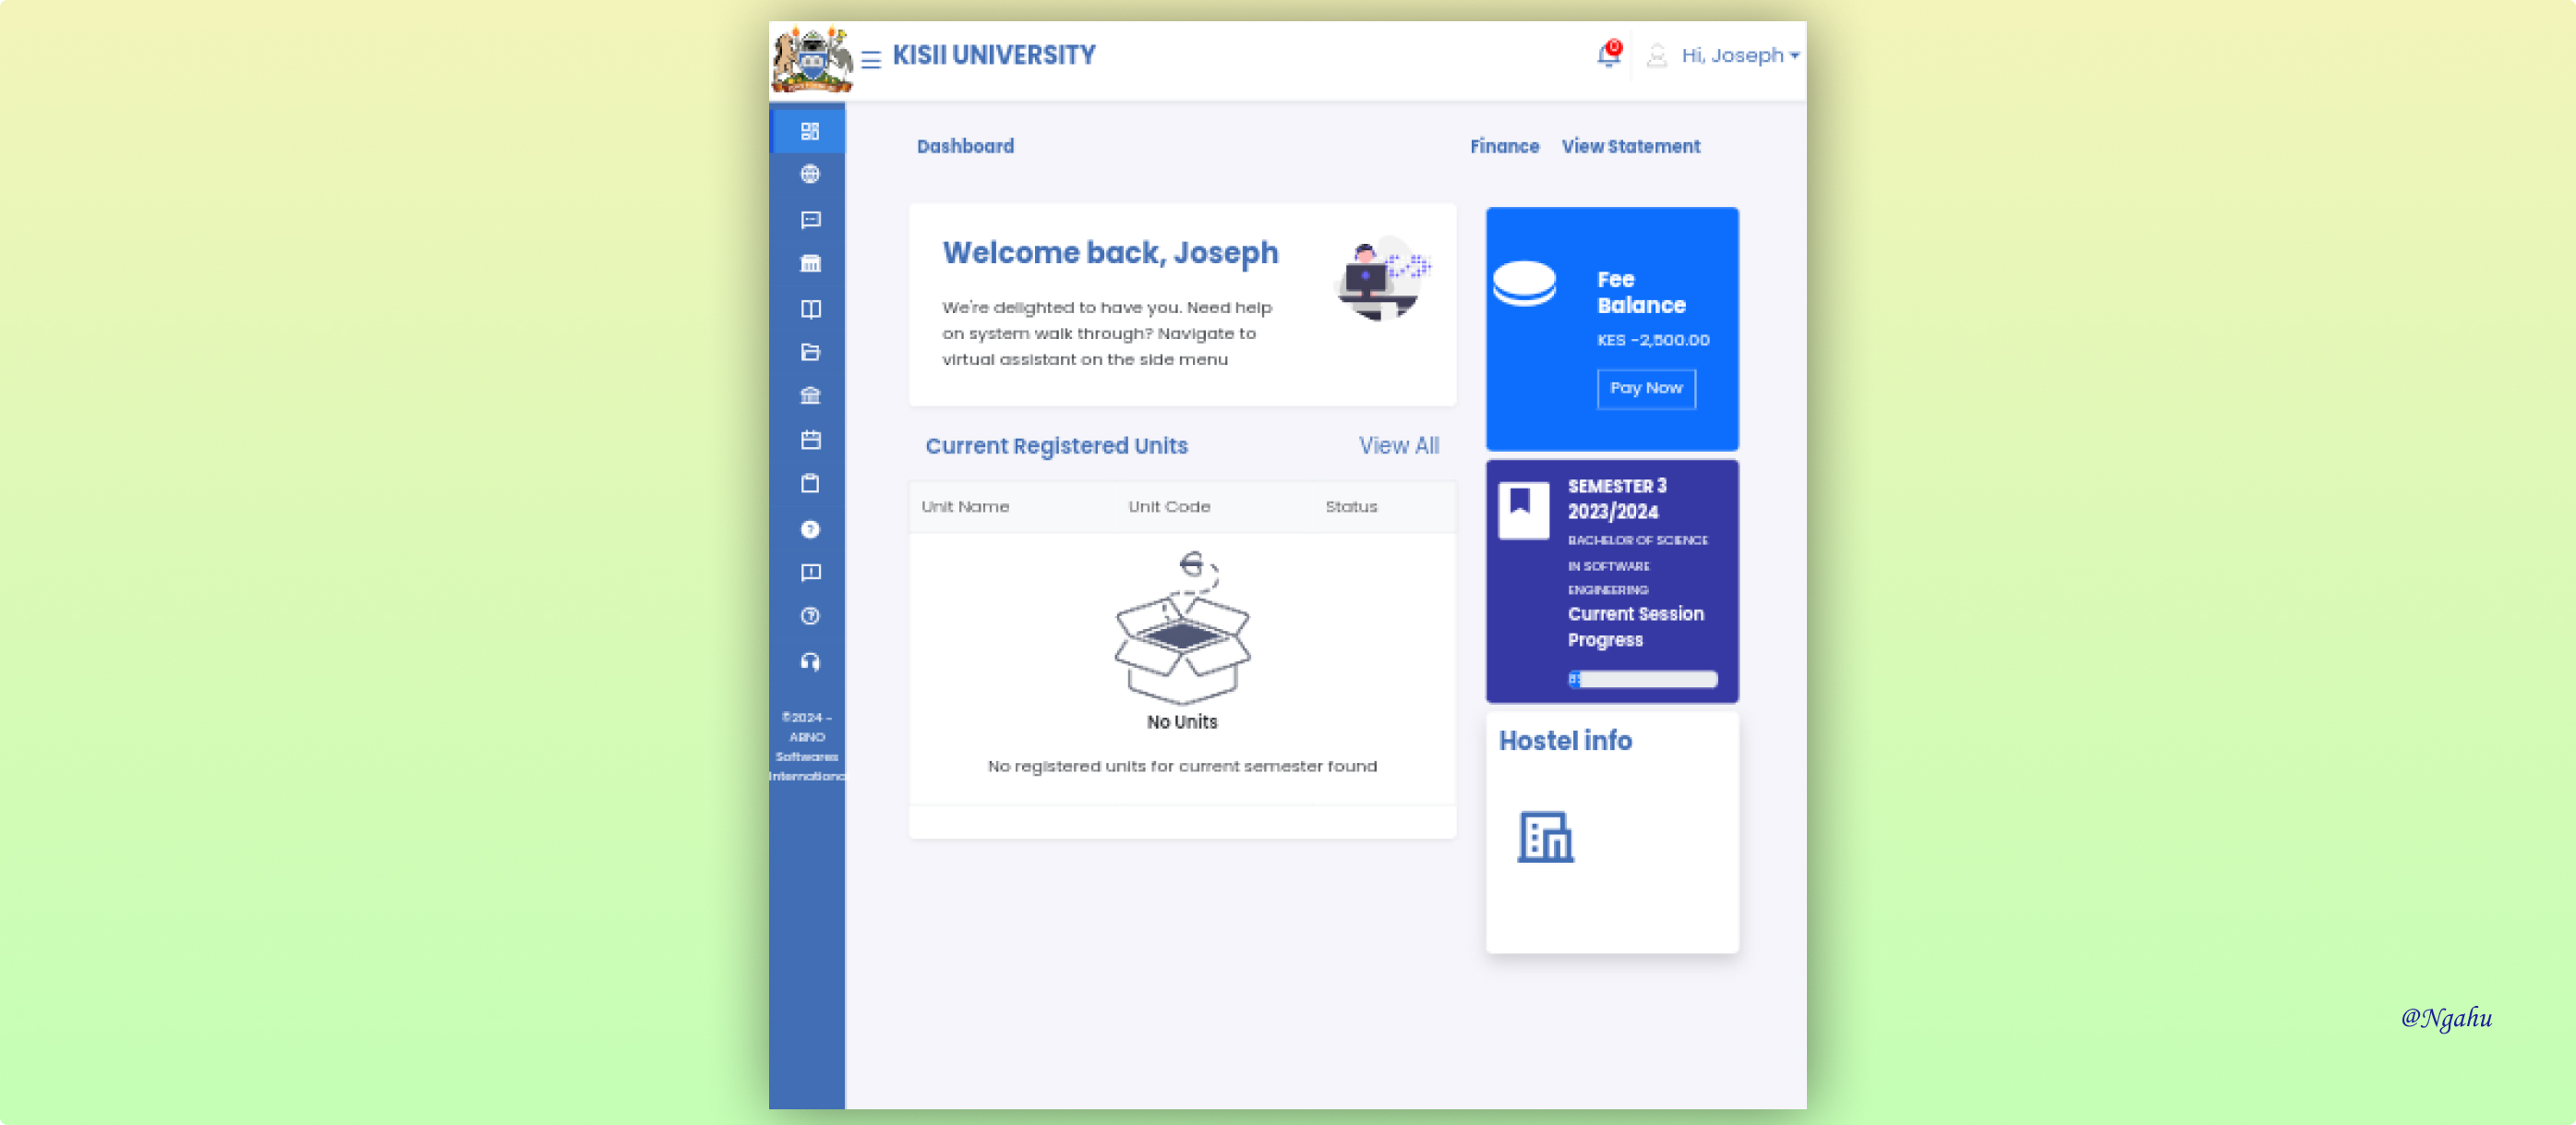 KISII UNIVERSITY
0
Hi, Joseph
Dashboard
Finance
View Statement
Welcome back, Joseph
We're delighted to have you. Need help
on system walk through? Navigate to
virtual assistant on the side menu
Fee
Balance
KES -2,500.00
Pay Now
Current Registered Units
View All
Unit Name
Unit Code
Status
No Units
No registered units for current semester found
SEMESTER 3
2023/2024
BACHELOR OF SCIENCE
IN SOFTWARE
ENGINEERING
Current Session
Progress
Hostel info
©2024 -
ABNO
Softwares
International
@Ngahu